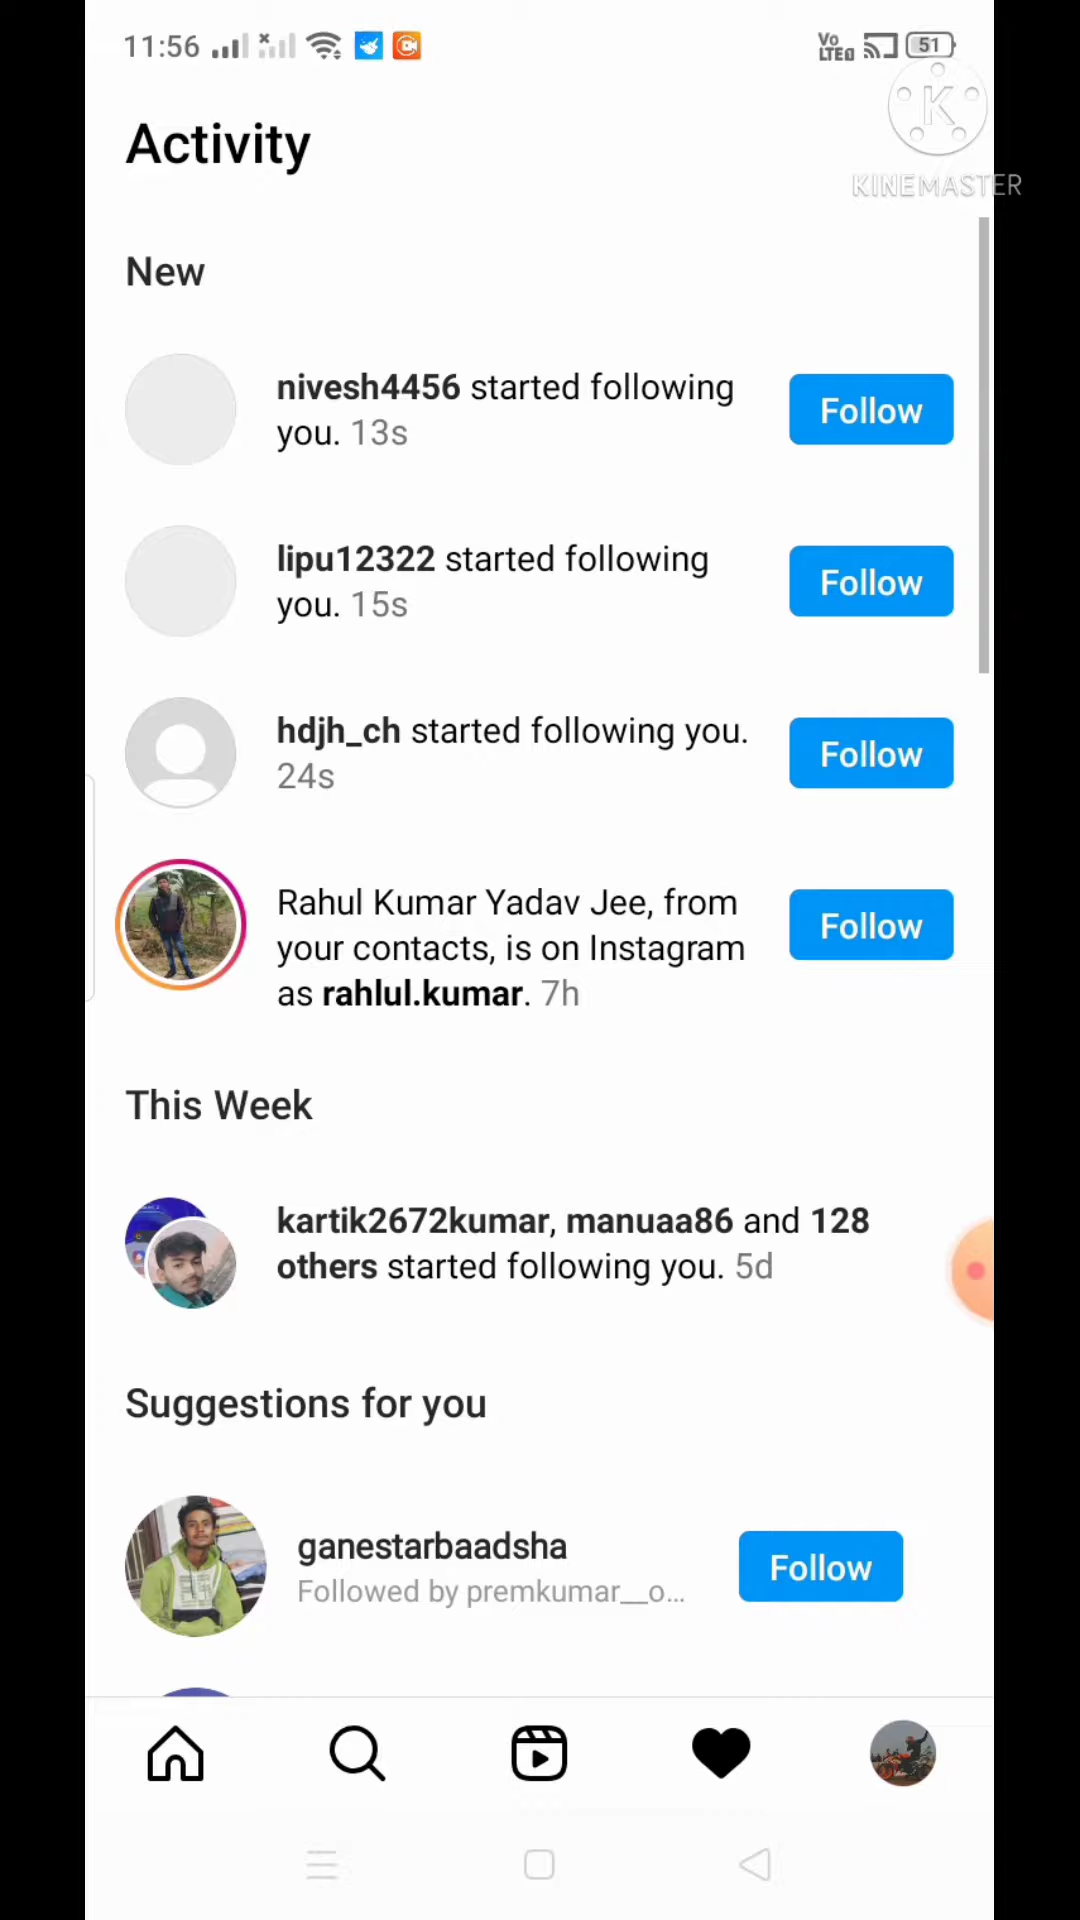 11:56
Vo
LTE
51
K
KINEMASTER
Activity
New
nivesh4456 started following
you. 13s
Follow
lipu12322 started following
you. 15s
Follow
hdjh_ch started following you.
24s
Follow
Rahul Kumar Yadav Jee, from
your contacts, is on Instagram
as rahlul.kumar. 7h
Follow
This Week
kartik2672kumar, manuaa86 and 128
others started following you. 5d
Suggestions for you
ganestarbaadsha
Followed by premkumar__o...
Follow